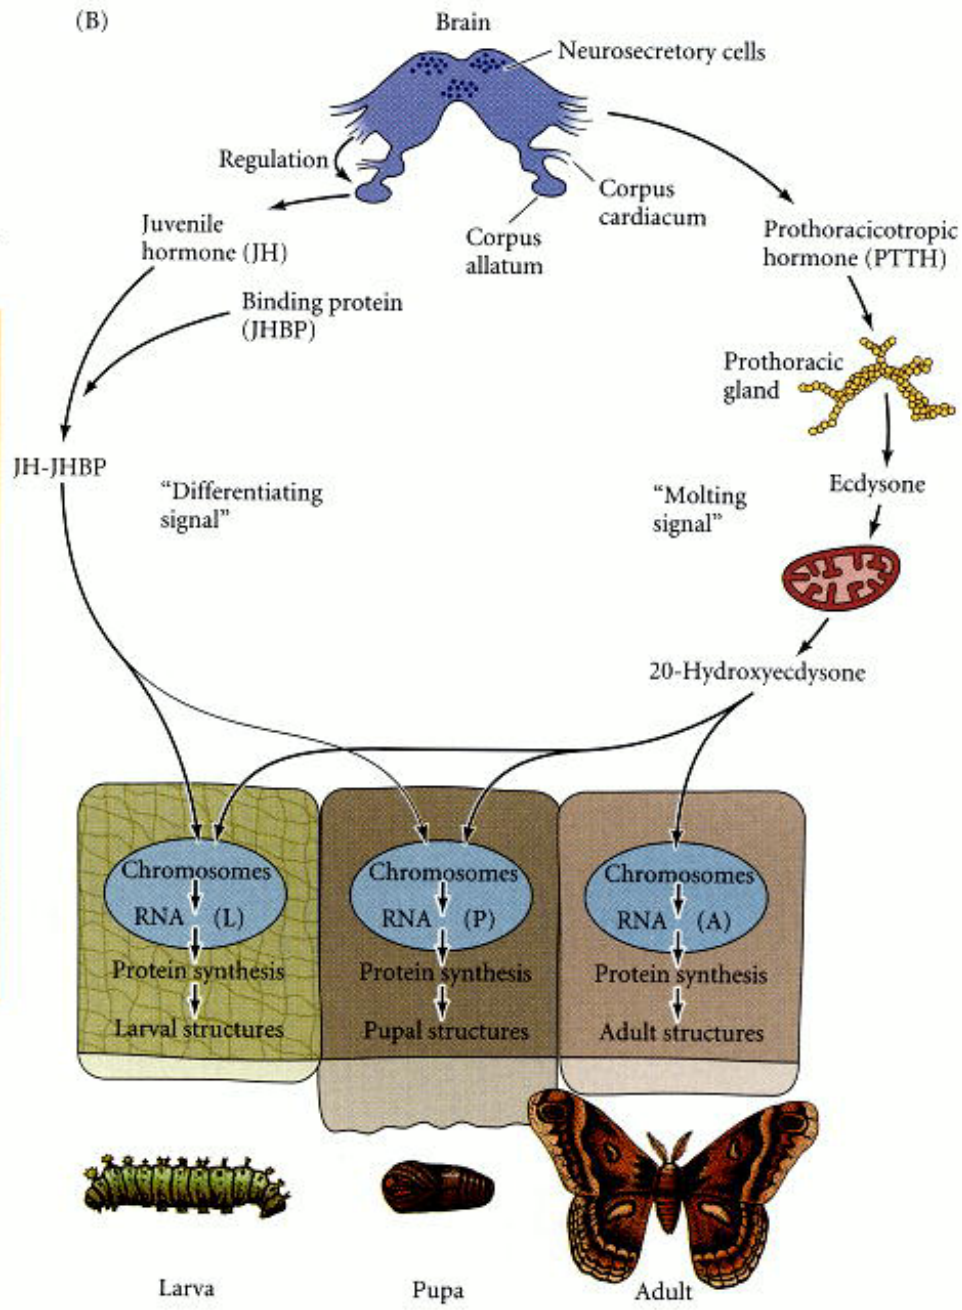 (B)
Brain
Neurosecretory cells
Regulation
Corpus
cardiacum
Corpus
allatum
Juvenile
hormone (JH)
Prothoracicotropic
hormone (PTTH)
Binding protein
(JHBP)
Prothoracic
gland
JH-JHBP
"Differentiating
signal"
"Molting
signal"
Ecdysone
20-Hydroxyecdysone
Chromosomes
RNA (L)
Protein synthesis
Larval structures
Chromosomes
RNA (P)
Protein synthesis
Pupal structures
Chromosomes
RNA (A)
Protein synthesis
Adult structures
Larva
Pupa
Adult